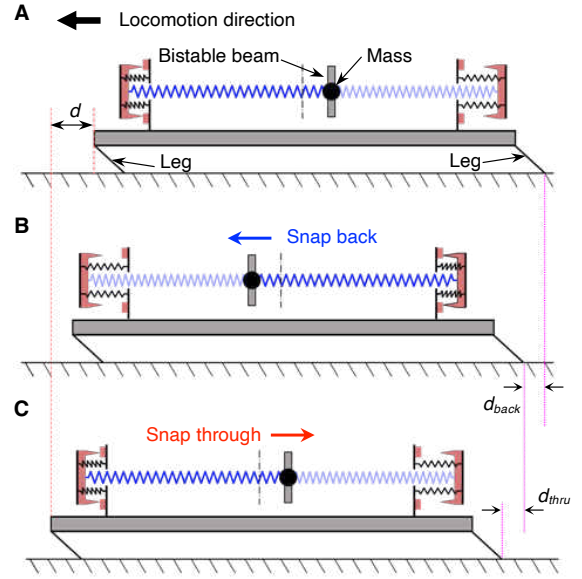 A
Locomotion direction
Bistable beam
Mass
d
Leg
Leg
B
Snap back
d_back
C
Snap through
d_thru